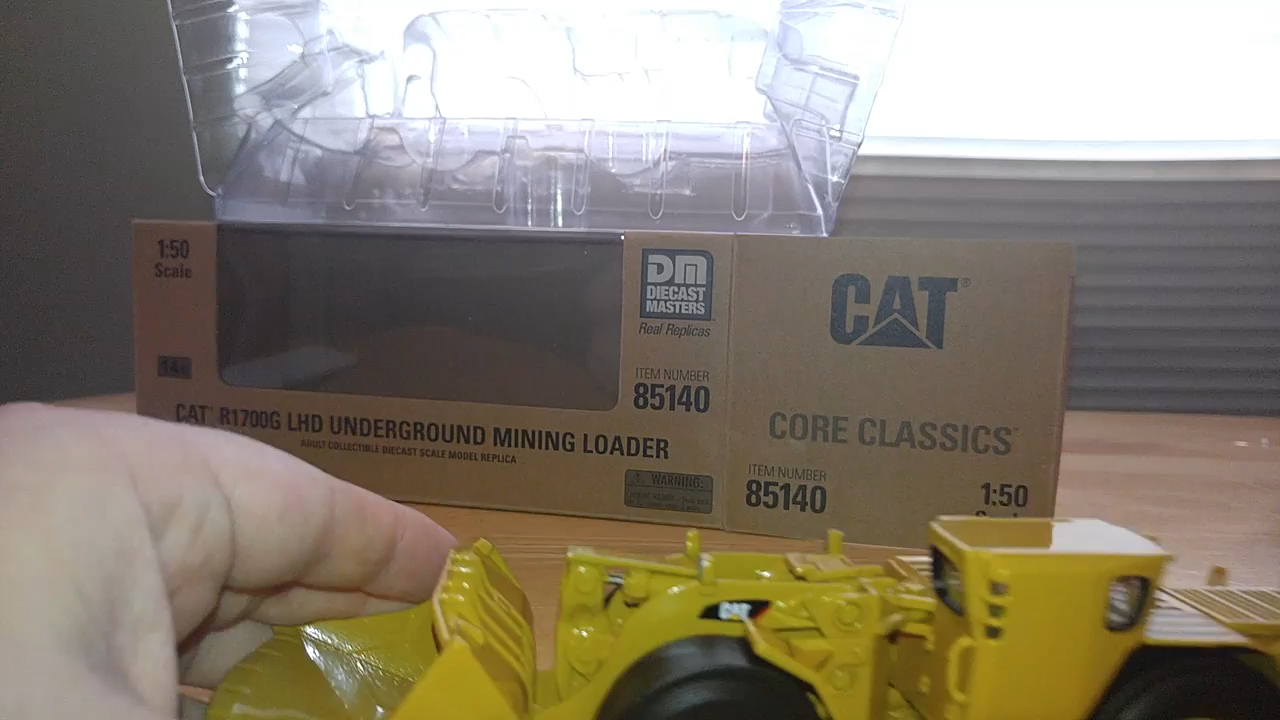 1:50
Scale
14+
DM
DIECAST
MASTERS
Real Replicas
ITEM NUMBER
85140
CAT R1700G LHD UNDERGROUND MINING LOADER
ADULT COLLECTIBLE DIECAST SCALE MODEL REPLICA
WARNING:
CAT®
CORE CLASSICS™
ITEM NUMBER
85140
1:50
CAT